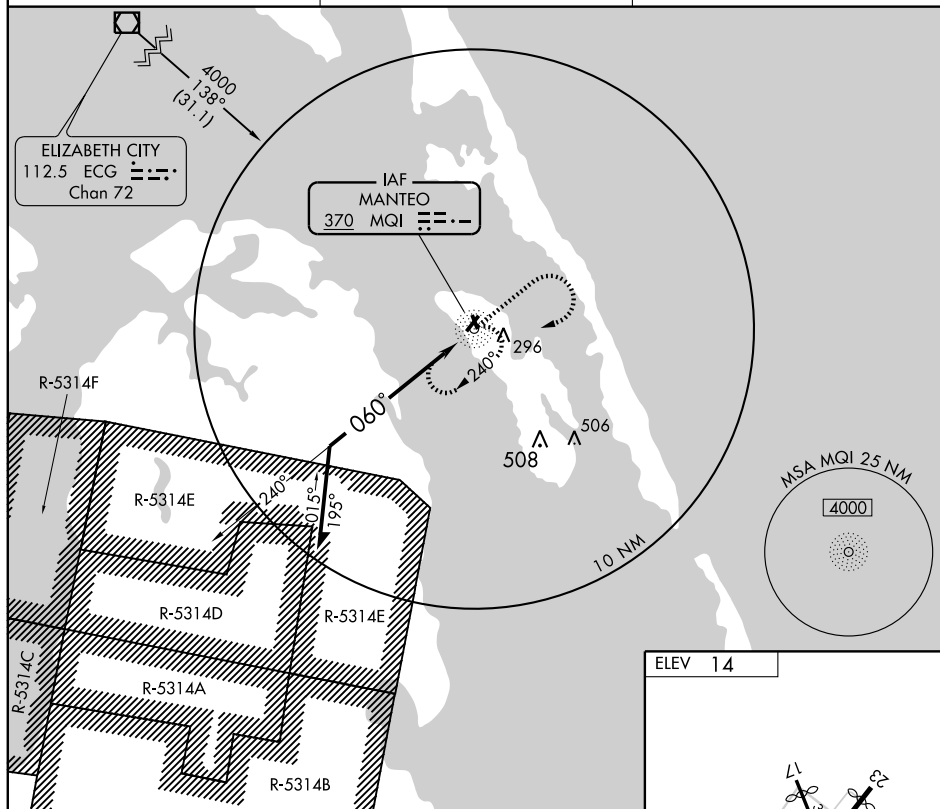 4000
138°
(31.1)
ELIZABETH CITY
112.5 ECG
Chan 72
IAF
MANTEO
370 MQI
296
240°
R-5314F
060°
506
508
MSA MQI 25 NM
4000
R-5314E
240°
015°
195°
10 NM
R-5314D
R-5314E
R-5314C
R-5314A
R-5314B
ELEV 14
17
23